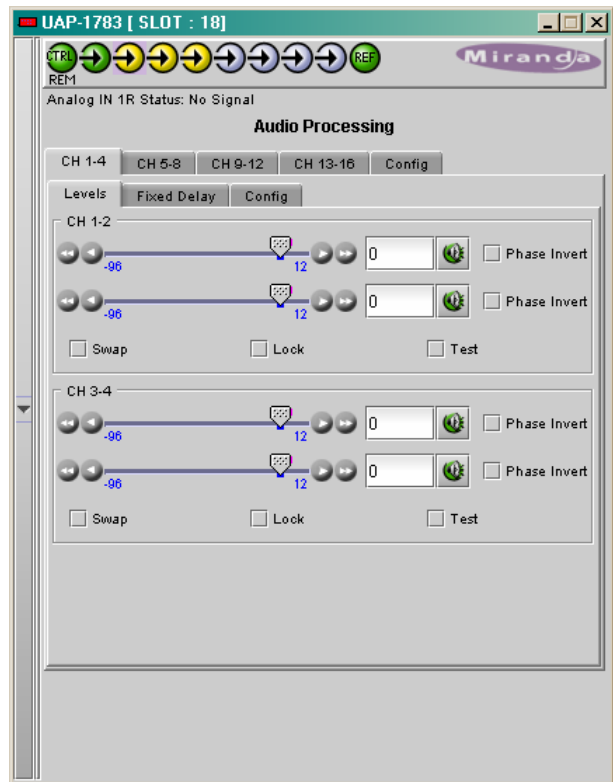 UAP-1783 [ SLOT : 18]
CTRL REF
REM
Miranda
Analog IN 1R Status: No Signal
Audio Processing
CH 1-4 CH 5-8 CH 9-12 CH 13-16 Config
Levels Fixed Delay Config
CH 1-2
-96 12 0 Phase Invert
-96 12 0 Phase Invert
Swap Lock Test
CH 3-4
-96 12 0 Phase Invert
-96 12 0 Phase Invert
Swap Lock Test